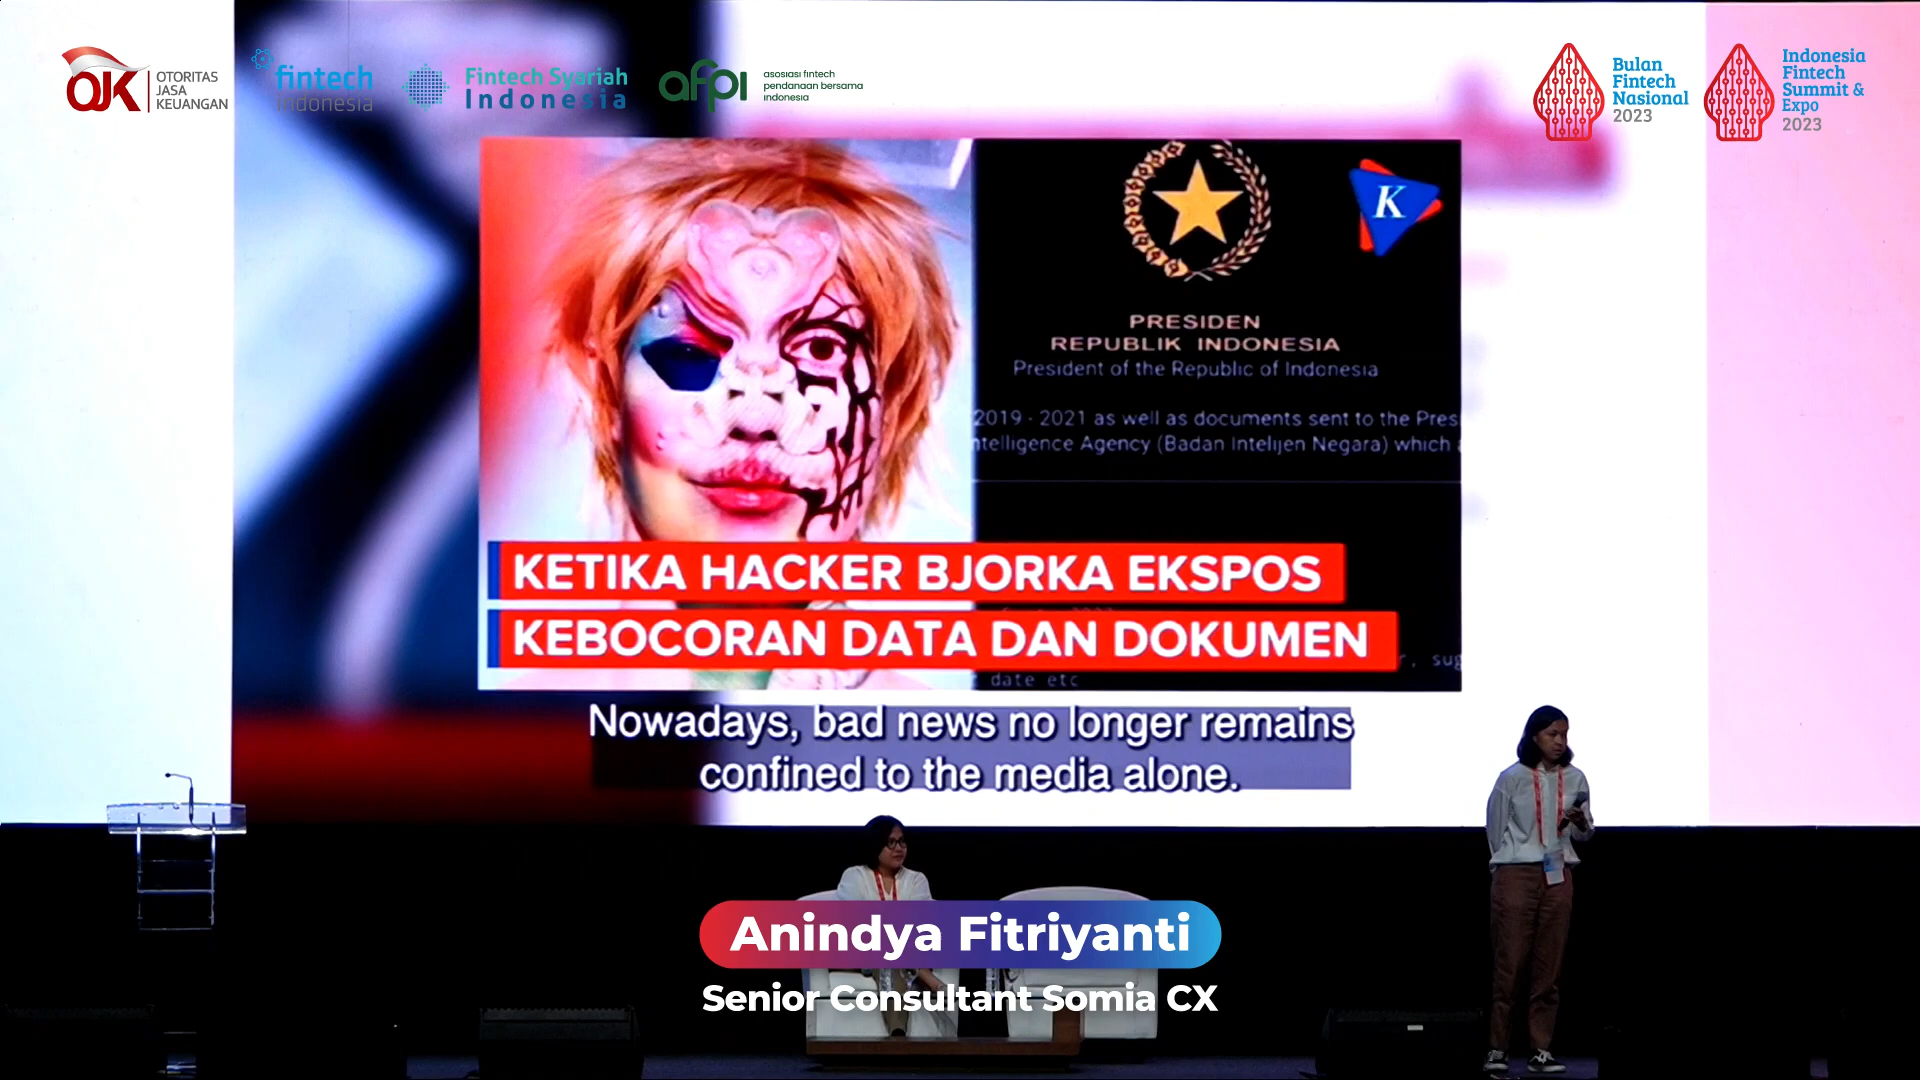 OJK
OTORITAS
JASA
KEUANGAN
fintech
indonesia
Fintech Syariah
Indonesia
afpi
asosiasi fintech
pendanaan bersama
indonesia
Bulan
Fintech
Nasional
2023
Indonesia
Fintech
Summit &
Expo
2023
K
PRESIDEN
REPUBLIK INDONESIA
President of the Republic of Indonesia
2019 - 2021 as well as documents sent to the Pres
ntelligence Agency (Badan Intelijen Negara) which
KETIKA HACKER BJORKA EKSPOS
KEBOCORAN DATA DAN DOKUMEN
r, sug
date etc
Nowadays, bad news no longer remains
confined to the media alone.
Anindya Fitriyanti
Senior Consultant Somia CX